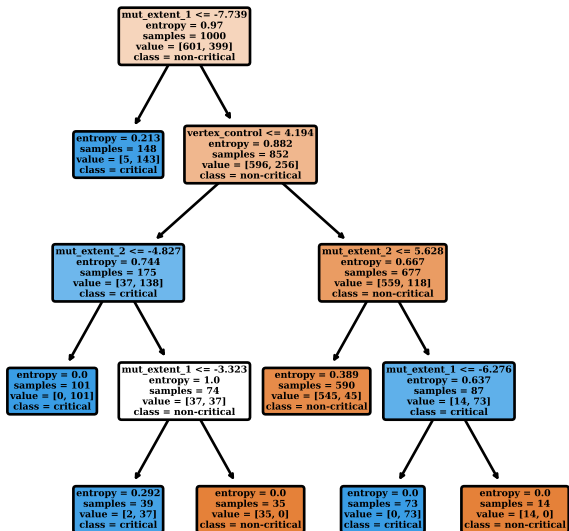 mut_extent_1 <= -7.739
entropy = 0.97
samples = 1000
value = [601, 399]
class = non-critical
entropy = 0.213
samples = 148
value = [5, 143]
class = critical
vertex_control <= 4.194
entropy = 0.882
samples = 852
value = [596, 256]
class = non-critical
mut_extent_2 <= -4.827
entropy = 0.744
samples = 175
value = [37, 138]
class = critical
mut_extent_2 <= 5.628
entropy = 0.667
samples = 677
value = [559, 118]
class = non-critical
entropy = 0.0
samples = 101
value = [0, 101]
class = critical
mut_extent_1 <= -3.323
entropy = 1.0
samples = 74
value = [37, 37]
class = non-critical
entropy = 0.389
samples = 590
value = [545, 45]
class = non-critical
mut_extent_1 <= -6.276
entropy = 0.637
samples = 87
value = [14, 73]
class = critical
entropy = 0.292
samples = 39
value = [2, 37]
class = critical
entropy = 0.0
samples = 35
value = [35, 0]
class = non-critical
entropy = 0.0
samples = 73
value = [0, 73]
class = critical
entropy = 0.0
samples = 14
value = [14, 0]
class = non-critical